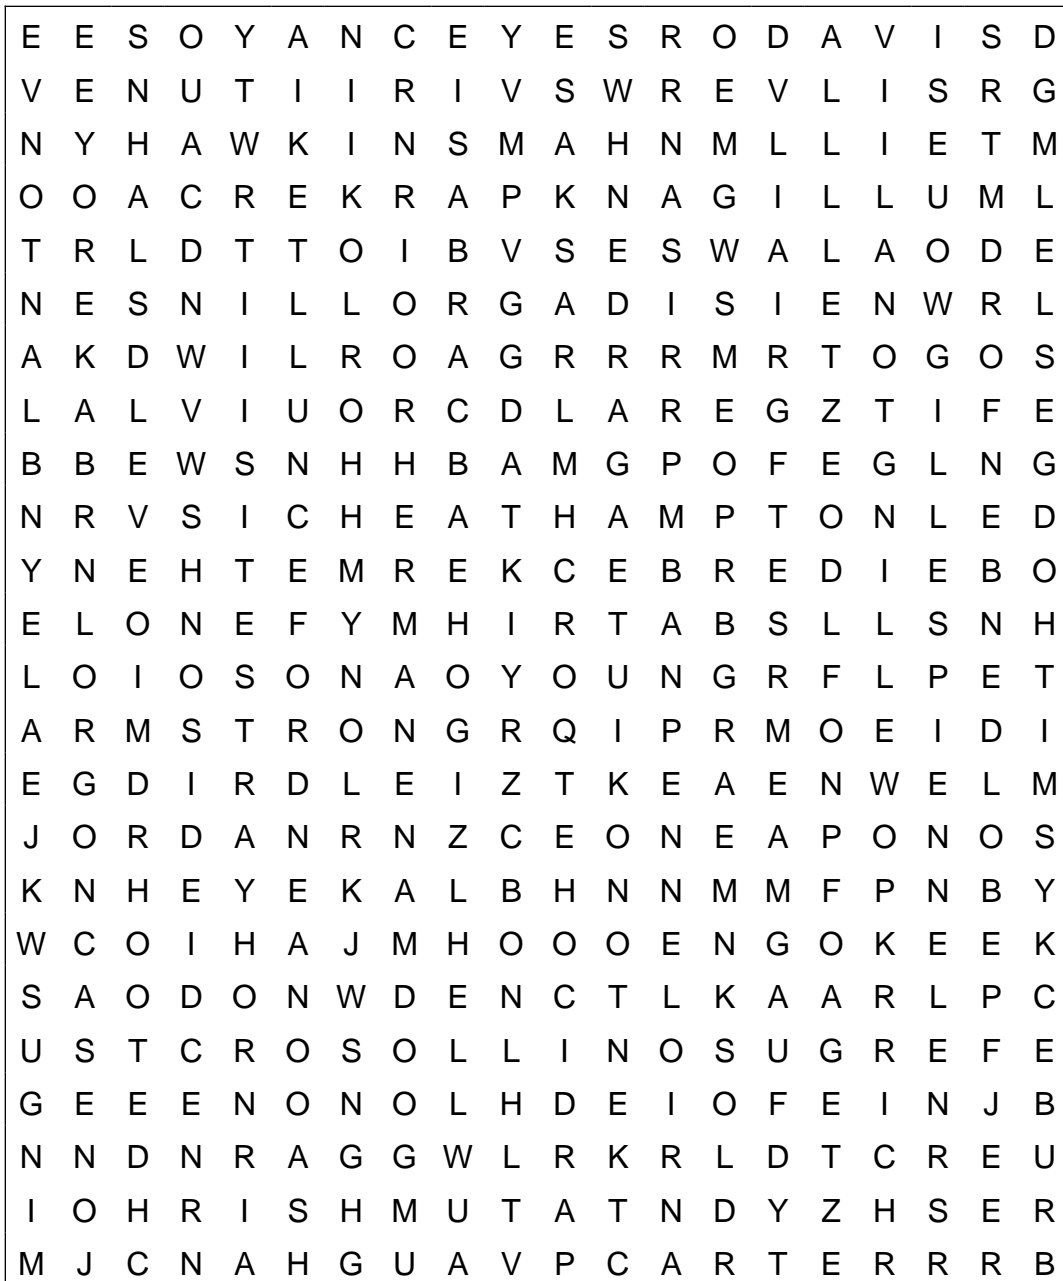 E E S O Y A N C E Y E S R O D A V I S D
V E N U T I I R I V S W R E V L I S R G
N Y H A W K I N S M A H N M L L I E T M
O O A C R E K R A P K N A G I L L U M L
T R L D T T O I B V S E S W A L A O D E
N E S N I L L O R G A D I S I E N W R L
A K D W I L R O A G R R R M R T O G O S
L A L V I U O R C D L A R E G Z T I F E
B B E W S N H H B A M G P O F E G L N G
N R V S I C H E A T H A M P T O N L E D
Y N E H T E M R E K C E B R E D I E B O
E L O N E F Y M H I R T A B S L L S N H
L O I O S O N A O Y O U N G R F L P E T
A R M S T R O N G R Q I P R M O E I D I
E G D I R D L E I Z T K E A E N W E L M
J O R D A N R N Z C E O N E A P O N O S
K N H E Y E K A L B H N N M M F P N B Y
W C O I H A J M H O O O E N G O K E E K
S A O D O N W D E N C T L K A A R L P C
U S T C R O S O L L I N O S U G R E F E
G E E E N O N O L H D E I O F E I N J B
N N D N R A G G W L R K R L D T C R E U
I O H R I S H M U T A T N D Y Z H S E R
M J C N A H G U A V P C A R T E R R R B